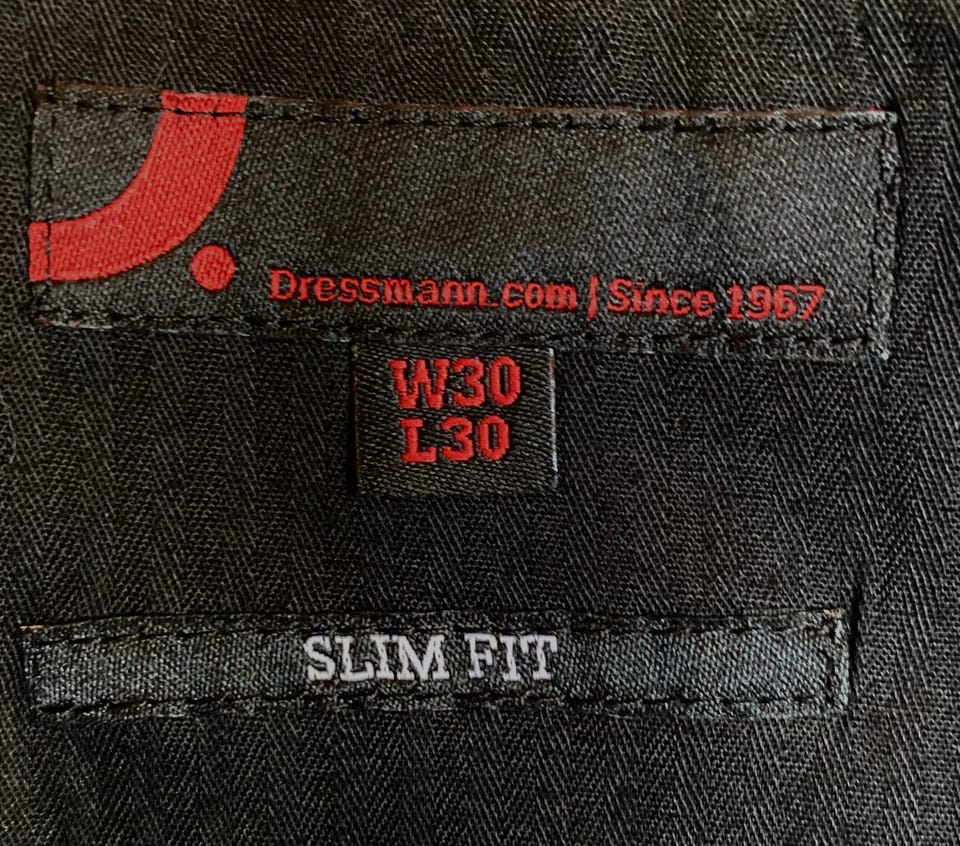 Dressmann.com | Since 1967
W30
L30
SLIM FIT